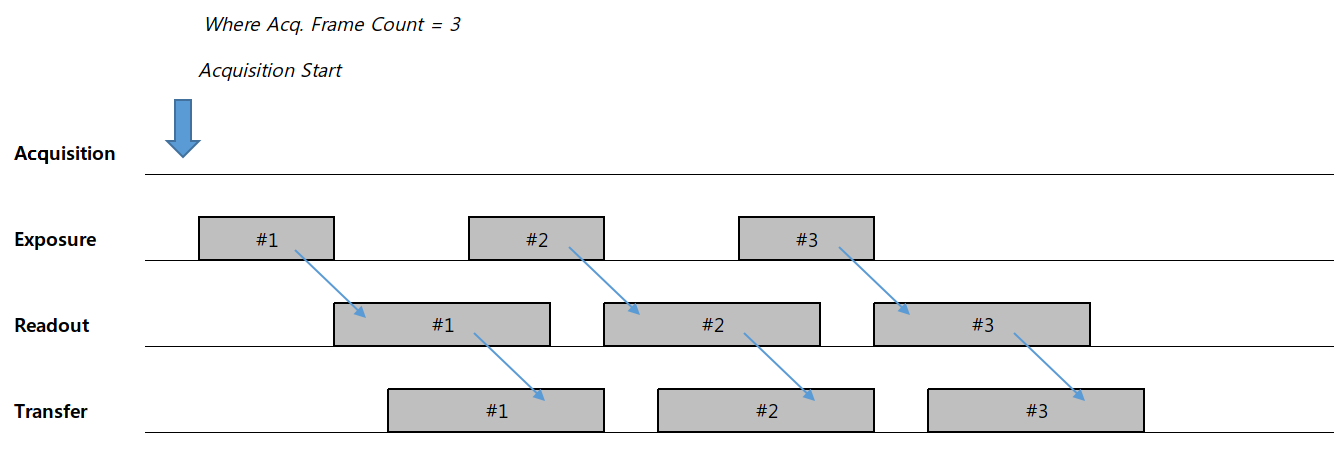 Where Acq. Frame Count = 3
Acquisition Start
Acquisition
Exposure
#1
#2
#3
Readout
#1
#2
#3
Transfer
#1
#2
#3